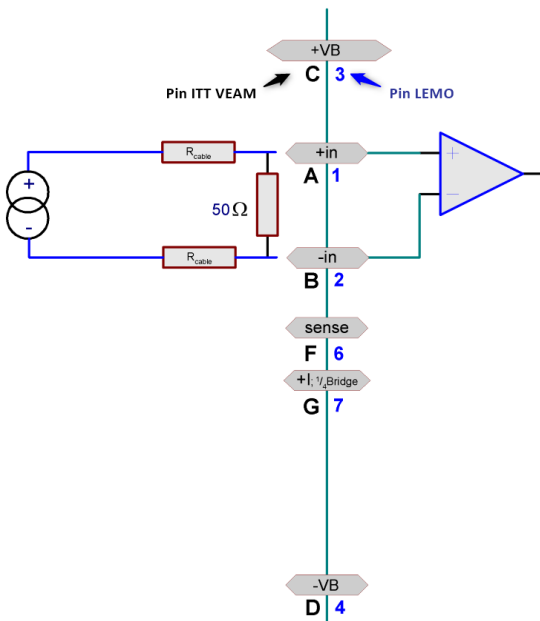 +VB
C 3
Pin ITT VEAM
Pin LEMO
Rcable
+in
+
+
A 1
50 Ω
-
-
Rcable
-in
B 2
sense
F 6
+I; 1/4Bridge
G 7
-VB
D 4